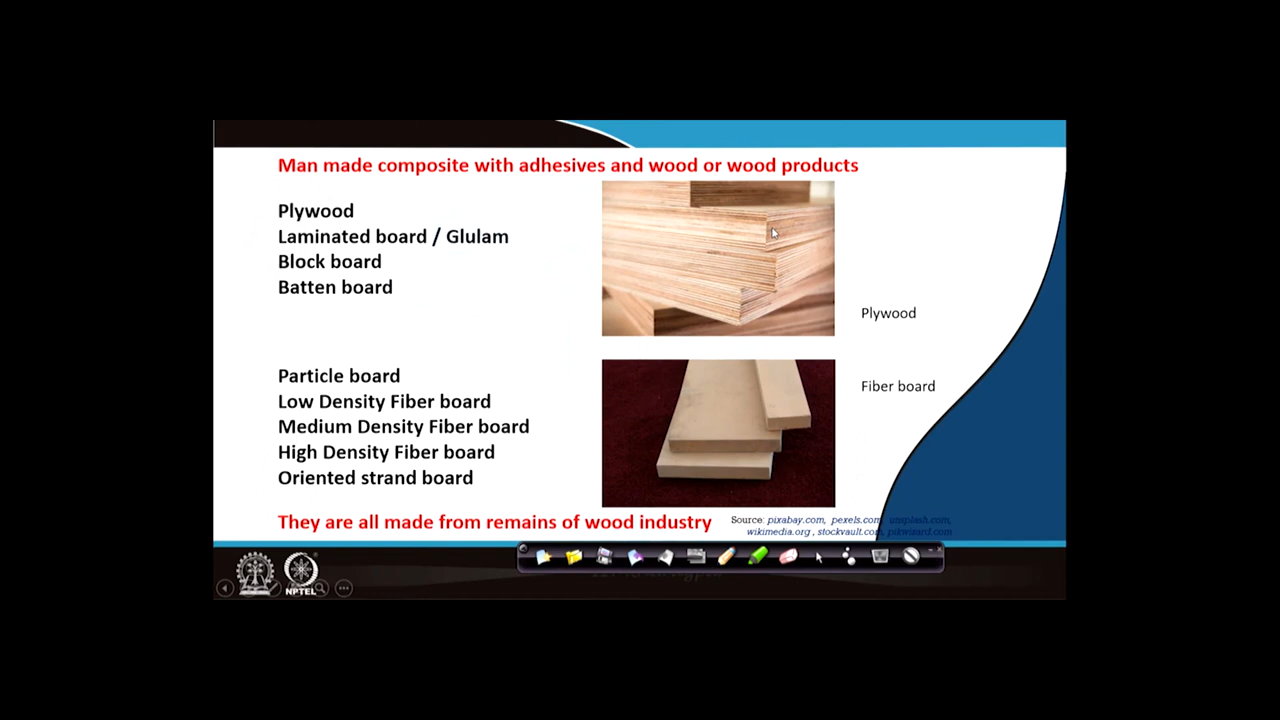 Man made composite with adhesives and wood or wood products
Plywood
Laminated board / Glulam
Block board
Batten board
Plywood
Particle board
Low Density Fiber board
Medium Density Fiber board
High Density Fiber board
Oriented strand board
Fiber board
They are all made from remains of wood industry
Source: pixabay.com, pexels.com, unsplash.com,
wikimedia.org , stockvault.com, pikwizard.com
NPTEL